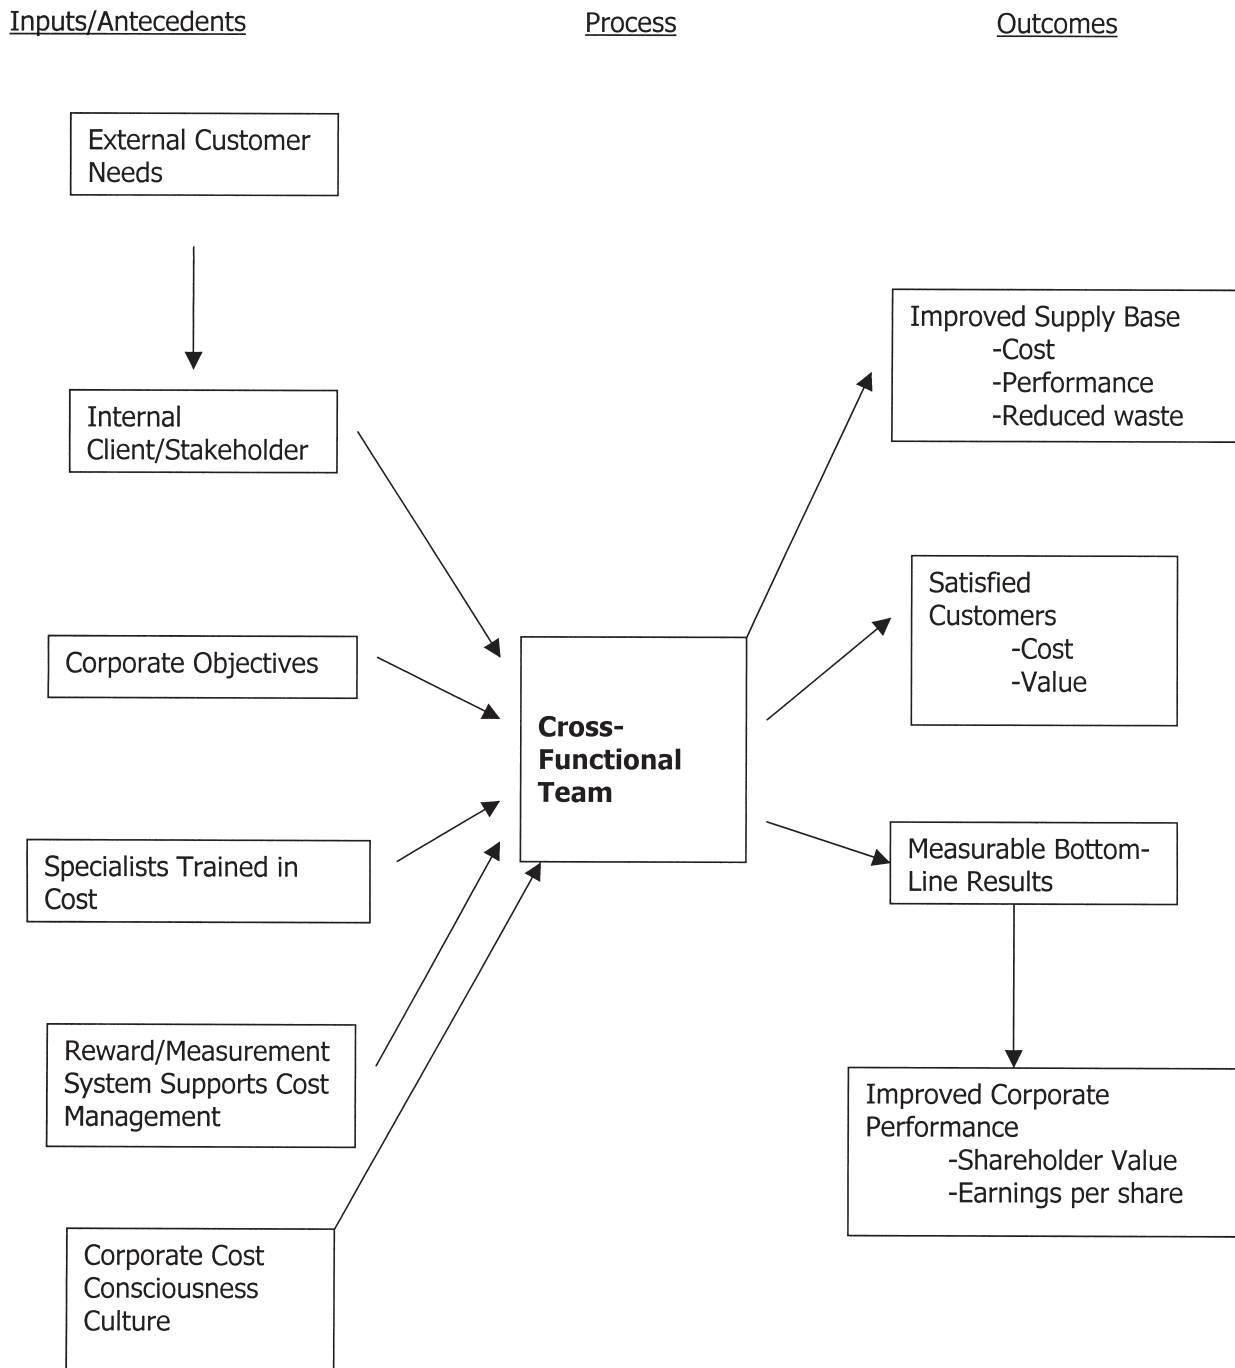 Inputs/Antecedents
Process
Outcomes
External Customer
Needs
Internal
Client/Stakeholder
Corporate Objectives
Specialists Trained in
Cost
Reward/Measurement
System Supports Cost
Management
Corporate Cost
Consciousness
Culture
Cross-
Functional
Team
Improved Supply Base
-Cost
-Performance
-Reduced waste
Satisfied
Customers
-Cost
-Value
Measurable Bottom-
Line Results
Improved Corporate
Performance
-Shareholder Value
-Earnings per share